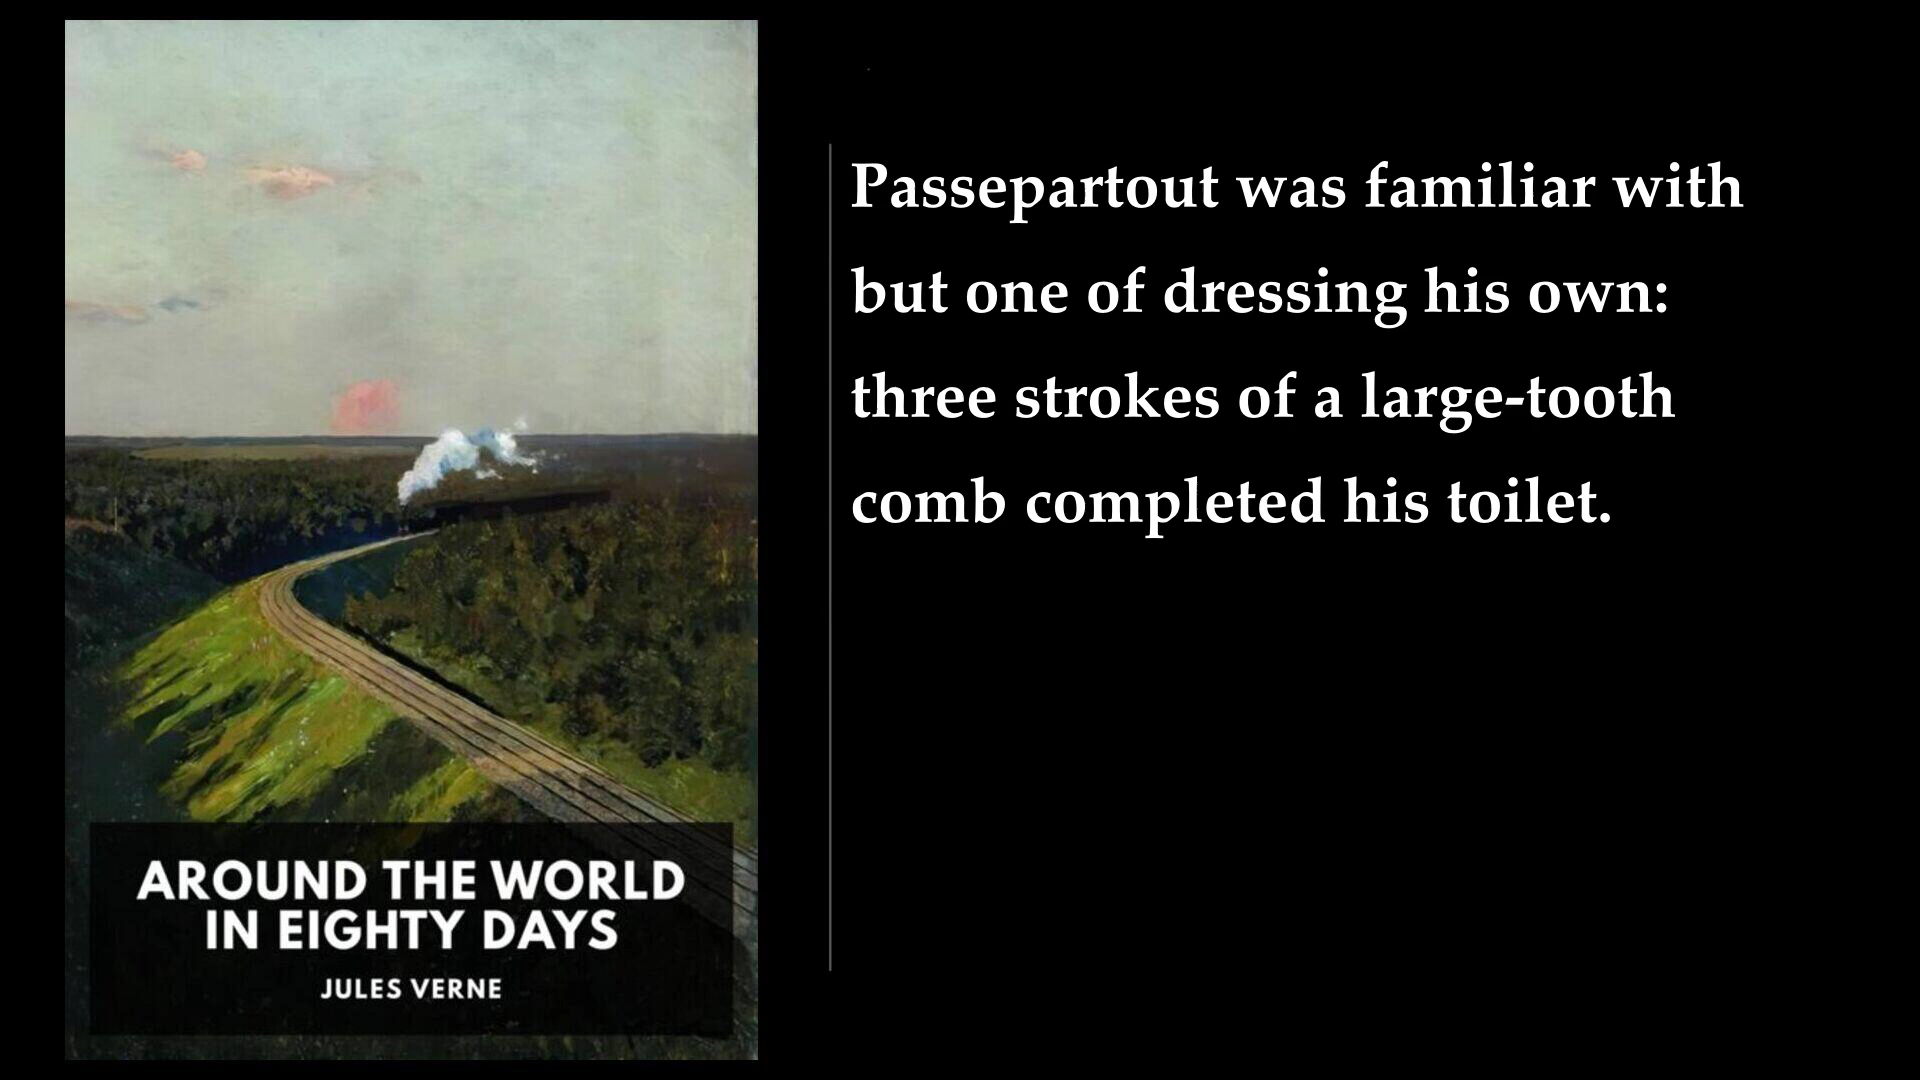 Passepartout was familiar with
but one of dressing his own:
three strokes of a large-tooth
comb completed his toilet.
AROUND THE WORLD
IN EIGHTY DAYS
JULES VERNE